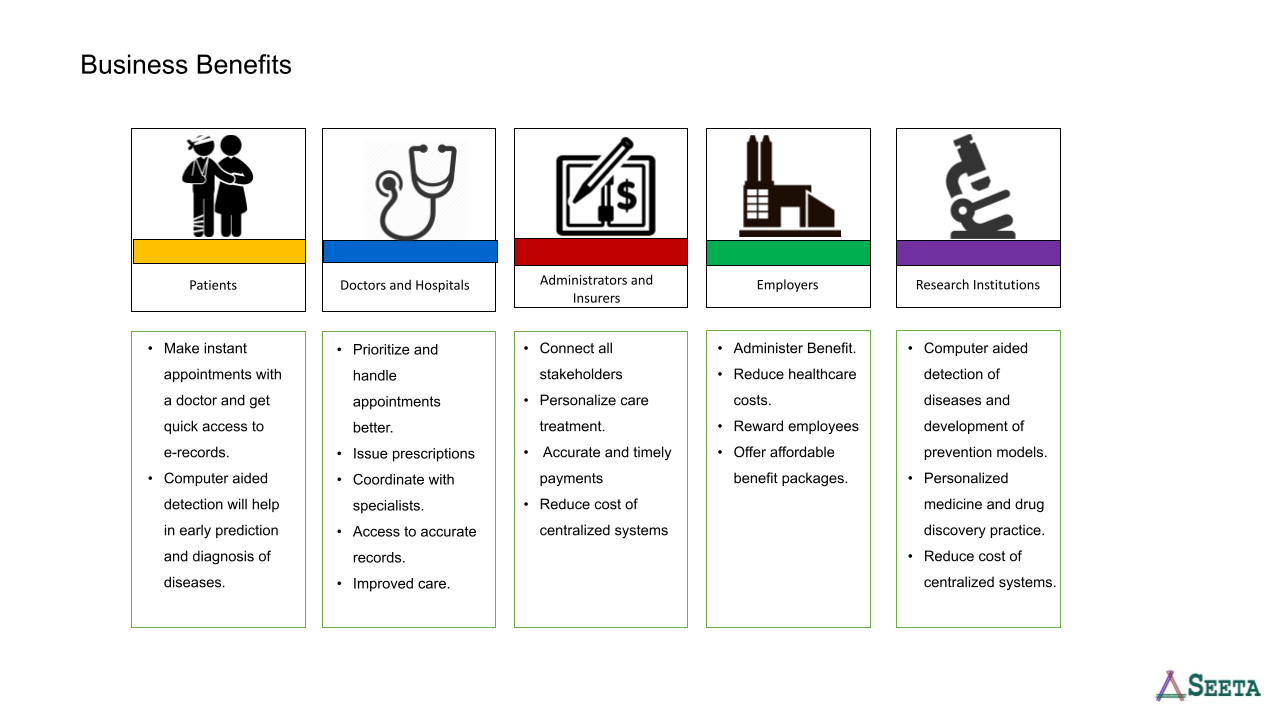 Business Benefits
$
Patients
Doctors and Hospitals
Administrators and
Insurers
Employers
Research Institutions
• Make instant
appointments with
a doctor and get
quick access to
e-records.
• Computer aided
detection will help
in early prediction
and diagnosis of
diseases.
• Prioritize and
handle
appointments
better.
• Issue prescriptions
• Coordinate with
specialists.
• Access to accurate
records.
• Improved care.
• Connect all
stakeholders
• Personalize care
treatment.
• Accurate and timely
payments
• Reduce cost of
centralized systems
• Administer Benefit.
• Reduce healthcare
costs.
• Reward employees
• Offer affordable
benefit packages.
• Computer aided
detection of
diseases and
development of
prevention models.
• Personalized
medicine and drug
discovery practice.
• Reduce cost of
centralized systems.
SEETA